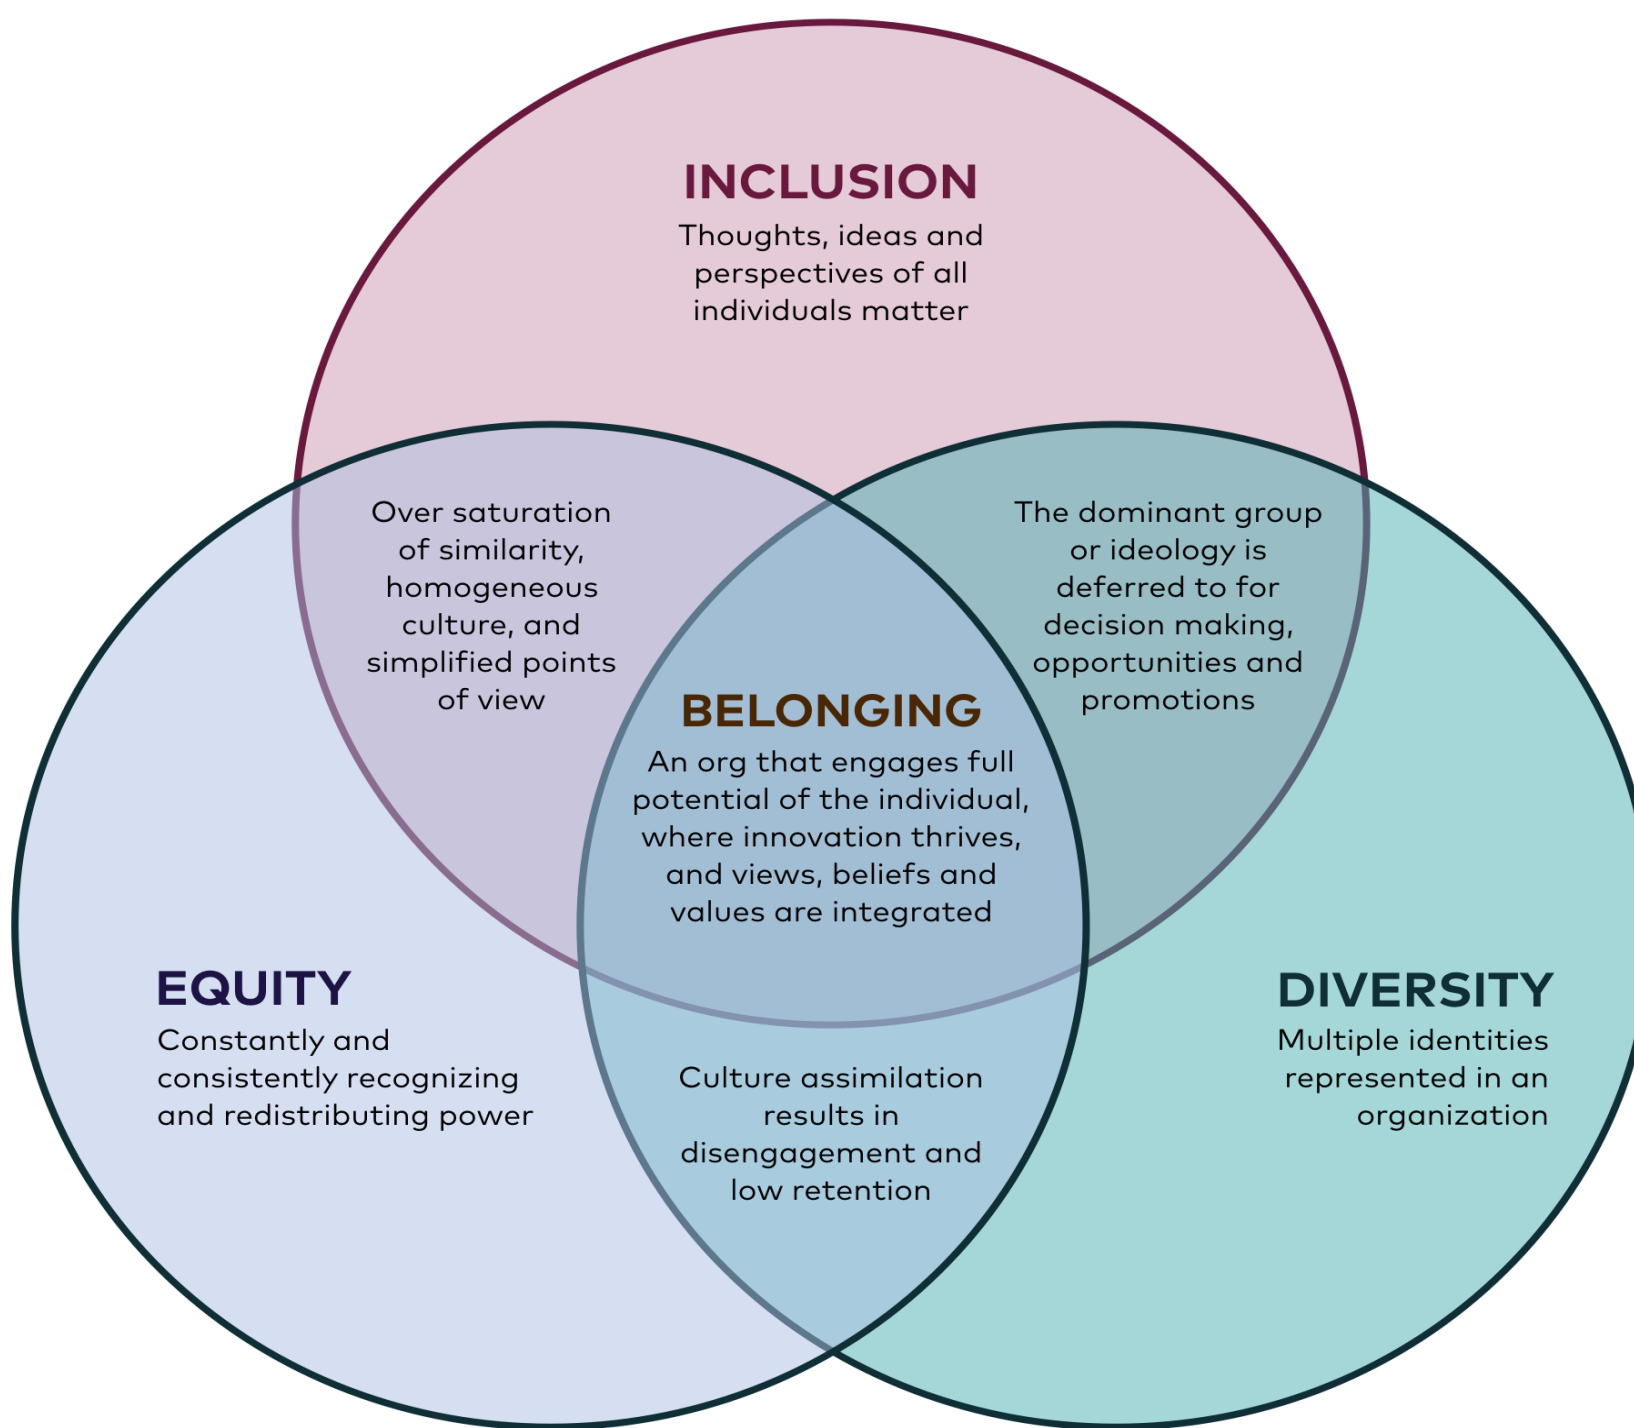 INCLUSION
Thoughts, ideas and
perspectives of all
individuals matter
Over saturation
of similarity,
homogeneous
culture, and
simplified points
of view
The dominant group
or ideology is
deferred to for
decision making,
opportunities and
promotions
BELONGING
An org that engages full
potential of the individual,
where innovation thrives,
and views, beliefs and
values are integrated
EQUITY
Constantly and
consistently recognizing
and redistributing power
DIVERSITY
Multiple identities
represented in an
organization
Culture assimilation
results in
disengagement and
low retention